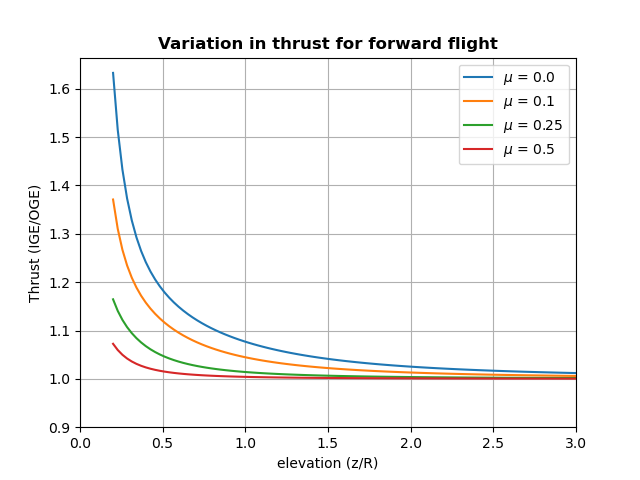 Variation in thrust for forward flight
μ = 0.0
μ = 0.1
μ = 0.25
μ = 0.5
Thrust (IGE/OGE)
1.6
1.5
1.4
1.3
1.2
1.1
1.0
0.9
0.0 0.5 1.0 1.5 2.0 2.5 3.0
elevation (z/R)